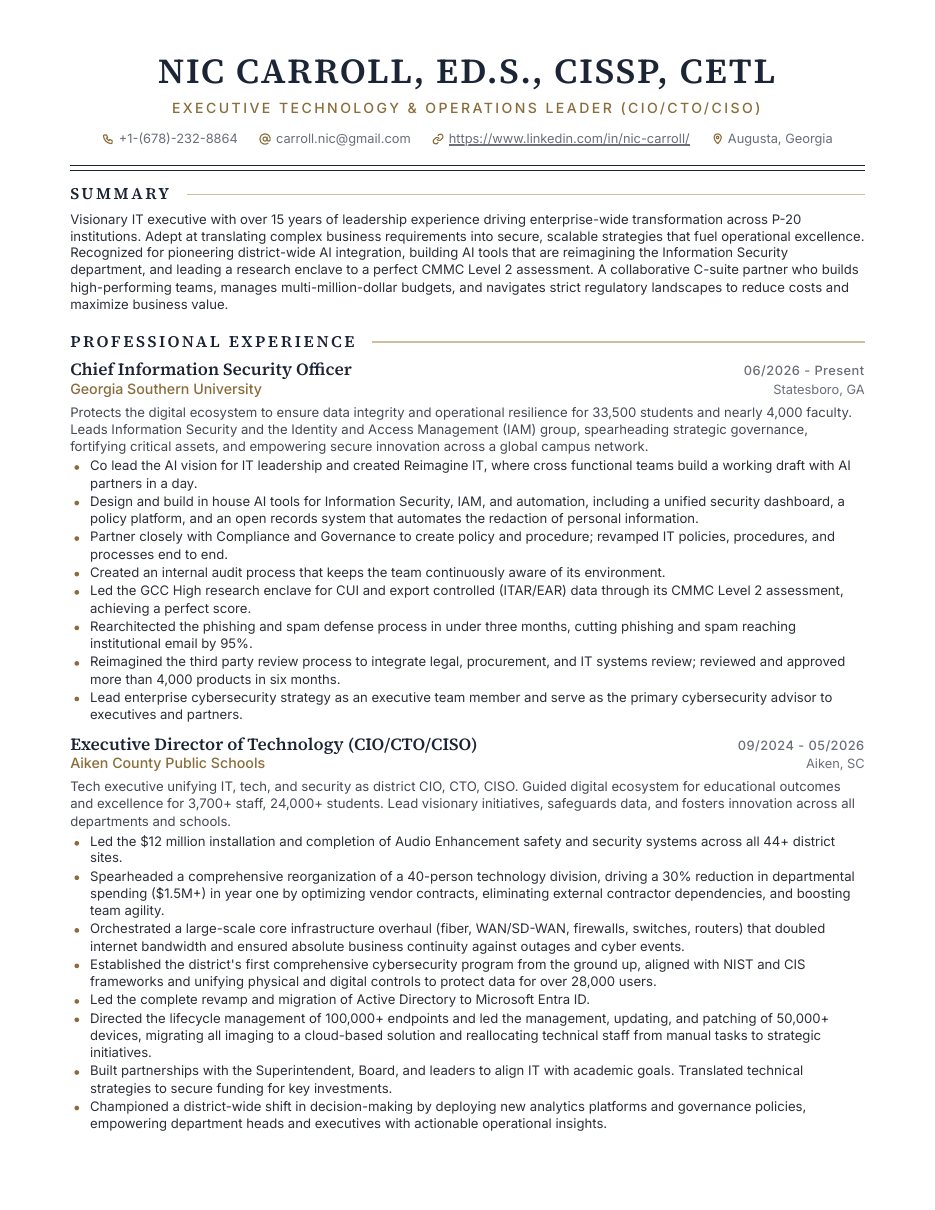 NIC CARROLL, ED.S., CISSP, CETL
EXECUTIVE TECHNOLOGY & OPERATIONS LEADER (CIO/CTO/CISO)
+1-(678)-232-8864 carroll.nic@gmail.com https://www.linkedin.com/in/nic-carroll/ Augusta, Georgia
SUMMARY
Visionary IT executive with over 15 years of leadership experience driving enterprise-wide transformation across P-20
institutions. Adept at translating complex business requirements into secure, scalable strategies that fuel operational excellence.
Recognized for pioneering district-wide AI integration, building AI tools that are reimagining the Information Security
department, and leading a research enclave to a perfect CMMC Level 2 assessment. A collaborative C-suite partner who builds
high-performing teams, manages multi-million-dollar budgets, and navigates strict regulatory landscapes to reduce costs and
maximize business value.
PROFESSIONAL EXPERIENCE
Chief Information Security Officer 06/2026 - Present
Georgia Southern University Statesboro, GA
Protects the digital ecosystem to ensure data integrity and operational resilience for 33,500 students and nearly 4,000 faculty.
Leads Information Security and the Identity and Access Management (IAM) group, spearheading strategic governance,
fortifying critical assets, and empowering secure innovation across a global campus network.
• Co lead the AI vision for IT leadership and created Reimagine IT, where cross functional teams build a working draft with AI
partners in a day.
• Design and build in house AI tools for Information Security, IAM, and automation, including a unified security dashboard, a
policy platform, and an open records system that automates the redaction of personal information.
• Partner closely with Compliance and Governance to create policy and procedure; revamped IT policies, procedures, and
processes end to end.
• Created an internal audit process that keeps the team continuously aware of its environment.
• Led the GCC High research enclave for CUI and export controlled (ITAR/EAR) data through its CMMC Level 2 assessment,
achieving a perfect score.
• Rearchitected the phishing and spam defense process in under three months, cutting phishing and spam reaching
institutional email by 95%.
• Reimagined the third party review process to integrate legal, procurement, and IT systems review; reviewed and approved
more than 4,000 products in six months.
• Lead enterprise cybersecurity strategy as an executive team member and serve as the primary cybersecurity advisor to
executives and partners.
Executive Director of Technology (CIO/CTO/CISO) 09/2024 - 05/2026
Aiken County Public Schools Aiken, SC
Tech executive unifying IT, tech, and security as district CIO, CTO, CISO. Guided digital ecosystem for educational outcomes
and excellence for 3,700+ staff, 24,000+ students. Lead visionary initiatives, safeguards data, and fosters innovation across all
departments and schools.
• Led the $12 million installation and completion of Audio Enhancement safety and security systems across all 44+ district
sites.
• Spearheaded a comprehensive reorganization of a 40-person technology division, driving a 30% reduction in departmental
spending ($1.5M+) in year one by optimizing vendor contracts, eliminating external contractor dependencies, and boosting
team agility.
• Orchestrated a large-scale core infrastructure overhaul (fiber, WAN/SD-WAN, firewalls, switches, routers) that doubled
internet bandwidth and ensured absolute business continuity against outages and cyber events.
• Established the district's first comprehensive cybersecurity program from the ground up, aligned with NIST and CIS
frameworks and unifying physical and digital controls to protect data for over 28,000 users.
• Led the complete revamp and migration of Active Directory to Microsoft Entra ID.
• Directed the lifecycle management of 100,000+ endpoints and led the management, updating, and patching of 50,000+
devices, migrating all imaging to a cloud-based solution and reallocating technical staff from manual tasks to strategic
initiatives.
• Built partnerships with the Superintendent, Board, and leaders to align IT with academic goals. Translated technical
strategies to secure funding for key investments.
• Championed a district-wide shift in decision-making by deploying new analytics platforms and governance policies,
empowering department heads and executives with actionable operational insights.